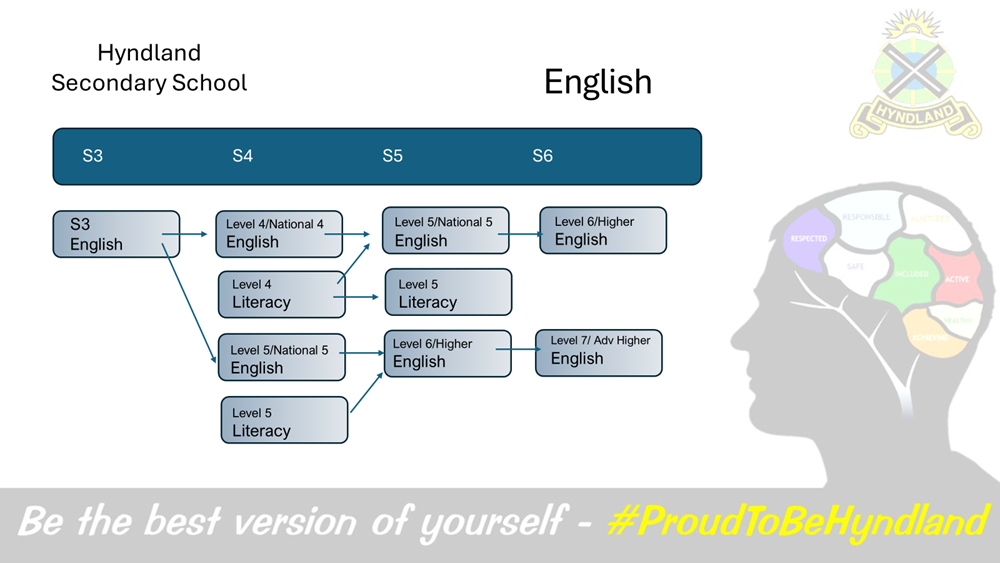 Hyndland
Secondary School
English
HYNDLAND
S3 S4 S5 S6
S3
English
Level 4/National 4
English
Level 5/National 5
English
Level 6/Higher
English
Level 4
Literacy
Level 5
Literacy
Level 5/National 5
English
Level 6/Higher
English
Level 7/ Adv Higher
English
Level 5
Literacy
RESPONSIBLE
RESPECTED
SAFE
INCLUDED
ACTIVE
ACHIEVING
Be the best version of yourself - #ProudToBeHyndland